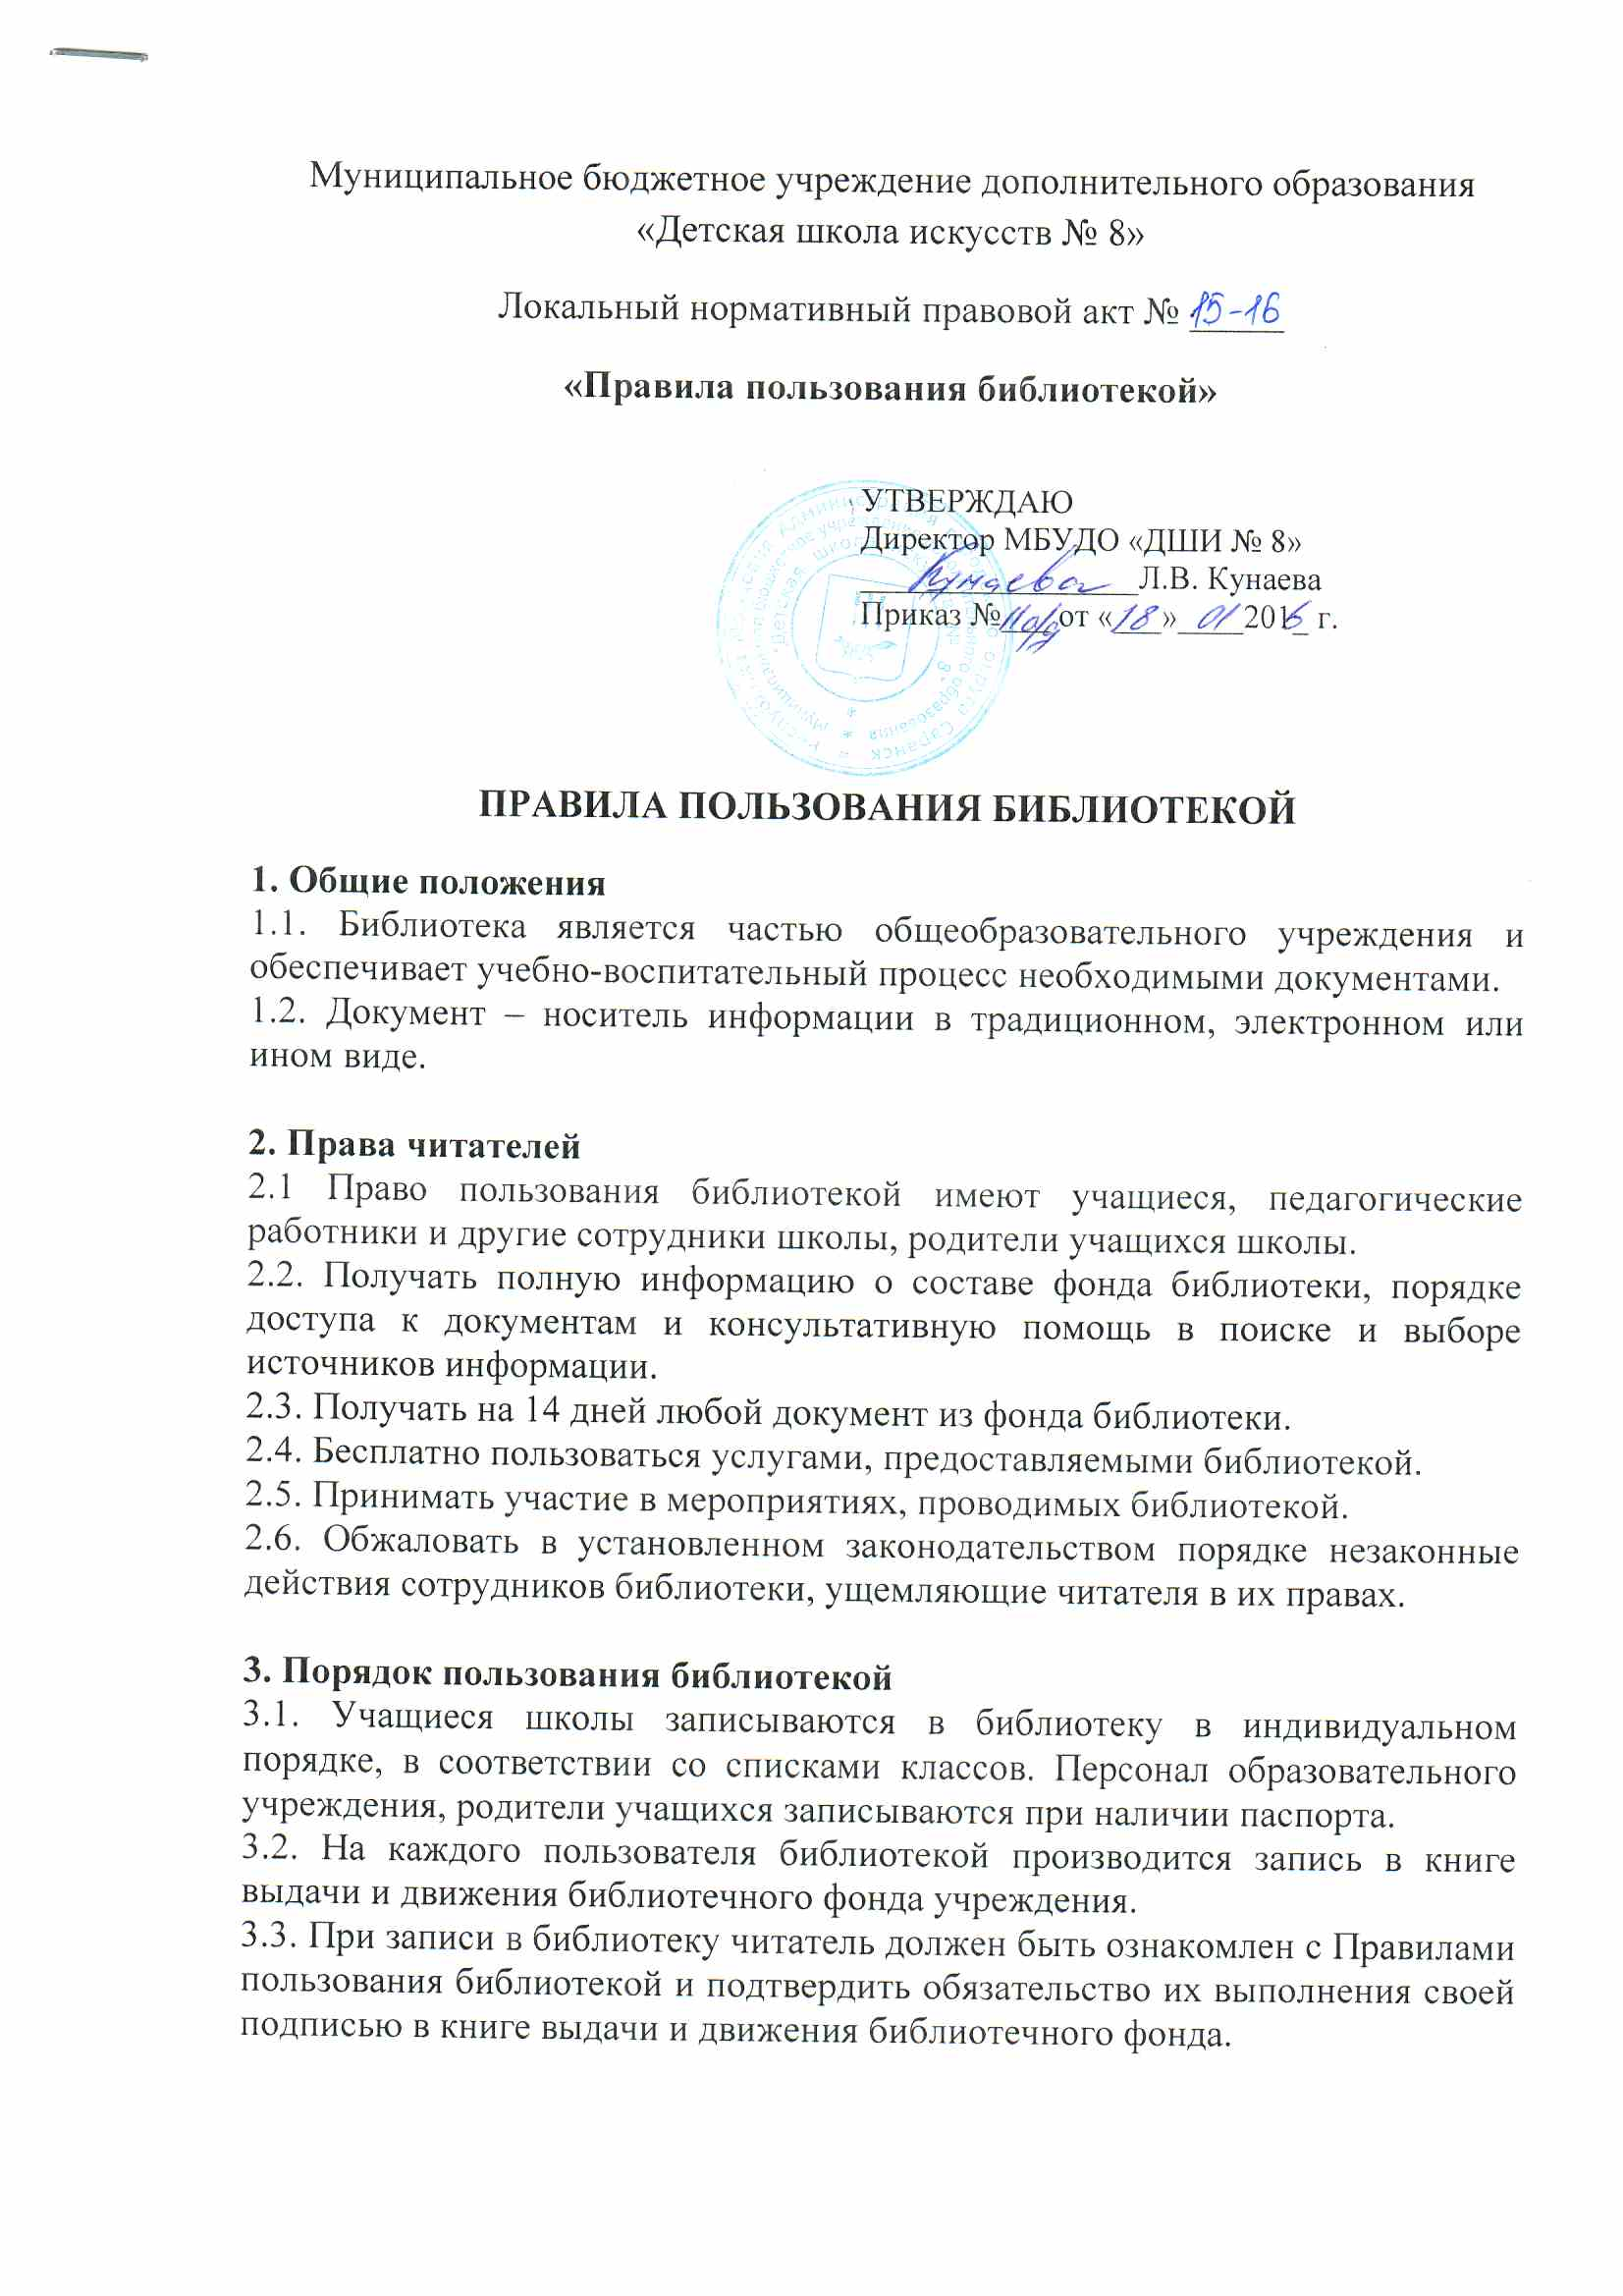 Муниципальное бюджетное учреждение дополнительного образования
«Детская школа искусств № 8»
Локальный нормативный правовой акт № 15-16
«Правила пользования библиотекой»
УТВЕРЖДАЮ
Директор МБУДО «ДШИ № 8»
Кунаева Л.В. Кунаева
Приказ № от «18» 01 2016 г.
ПРАВИЛА ПОЛЬЗОВАНИЯ БИБЛИОТЕКОЙ
1. Общие положения
1.1. Библиотека является частью общеобразовательного учреждения и
обеспечивает учебно-воспитательный процесс необходимыми документами.
1.2. Документ – носитель информации в традиционном, электронном или
ином виде.
2. Права читателей
2.1 Право пользования библиотекой имеют учащиеся, педагогические
работники и другие сотрудники школы, родители учащихся школы.
2.2. Получать полную информацию о составе фонда библиотеки, порядке
доступа к документам и консультативную помощь в поиске и выборе
источников информации.
2.3. Получать на 14 дней любой документ из фонда библиотеки.
2.4. Бесплатно пользоваться услугами, предоставляемыми библиотекой.
2.5. Принимать участие в мероприятиях, проводимых библиотекой.
2.6. Обжаловать в установленном законодательством порядке незаконные
действия сотрудников библиотеки, ущемляющие читателя в их правах.
3. Порядок пользования библиотекой
3.1. Учащиеся школы записываются в библиотеку в индивидуальном
порядке, в соответствии со списками классов. Персонал образовательного
учреждения, родители учащихся записываются при наличии паспорта.
3.2. На каждого пользователя библиотекой производится запись в книге
выдачи и движения библиотечного фонда учреждения.
3.3. При записи в библиотеку читатель должен быть ознакомлен с Правилами
пользования библиотекой и подтвердить обязательство их выполнения своей
подписью в книге выдачи и движения библиотечного фонда.